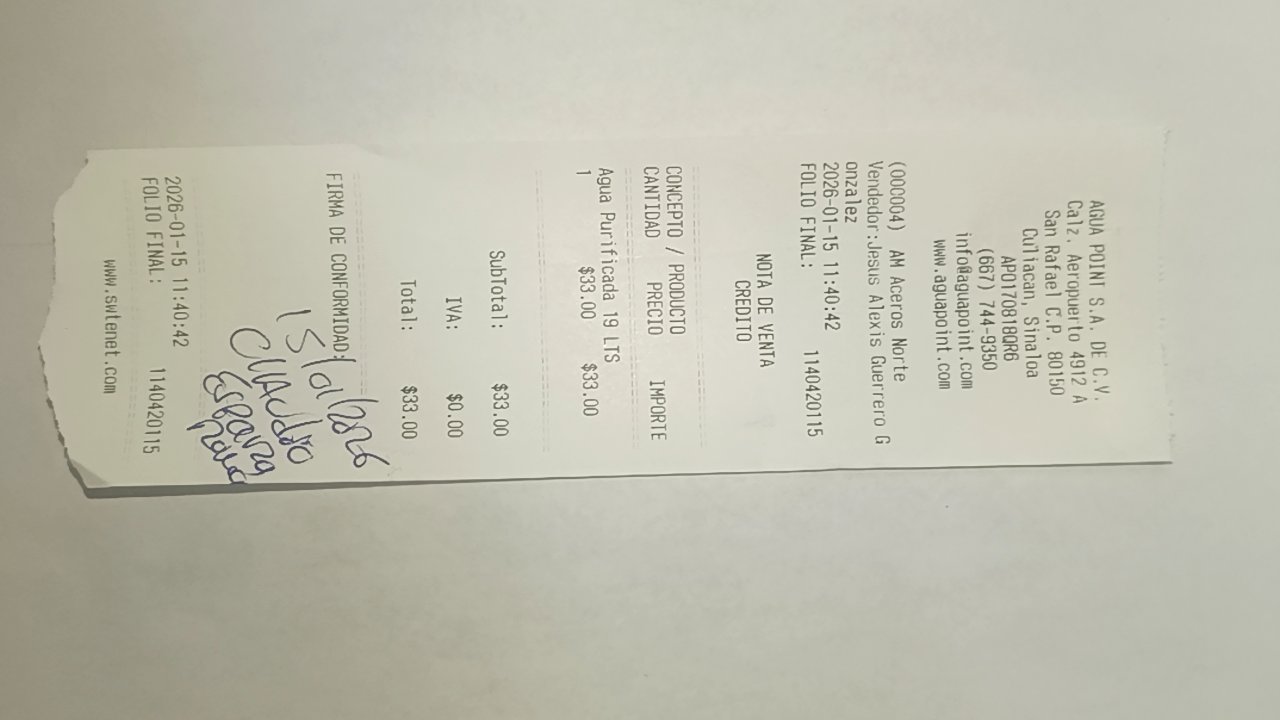 AGUA POINT S.A. DE C.V.
Calz. Aeropuerto 4912 A
San Rafael C.P. 80150
Culiacan, Sinaloa
APO170818QR6
(667) 744-9350
info@aguapoint.com
www.aguapoint.com
(000004) AM Aceros Norte
Vendedor:Jesus Alexis Guerrero G
onzalez
2026-01-15 11:40:42
FOLIO FINAL: 1140420115
NOTA DE VENTA
CREDITO
CONCEPTO / PRODUCTO
CANTIDAD PRECIO IMPORTE
Agua Purificada 19 LTS
1 $33.00 $33.00
SubTotal: $33.00
IVA: $0.00
Total: $33.00
FIRMA DE CONFORMIDAD:
15/01/2026
CLAUDIO
Esparza
2026-01-15 11:40:42
FOLIO FINAL: 1140420115
www.swtenet.com